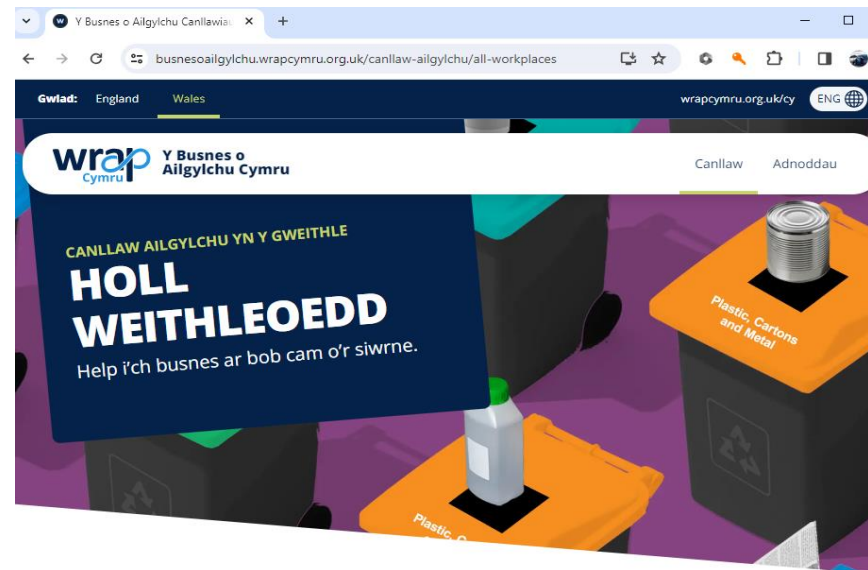 Y Busnes o Ailgylchu Canllawiau
busnesoailgylchu.wrapcymru.org.uk/canllaw-ailgylchu/all-workplaces
Gwlad: England Wales wrapcymru.org.uk/cy ENG
wrap Cymru
Y Busnes o
Ailgylchu Cymru
Canllaw Adnoddau
CANLLAW AILGYLCHU YN Y GWEITHLE
HOLL
WEITHLEOEDD
Help i'ch busnes ar bob cam o'r siwrne.
Plastic, Cartons
and Metal
Plastic,